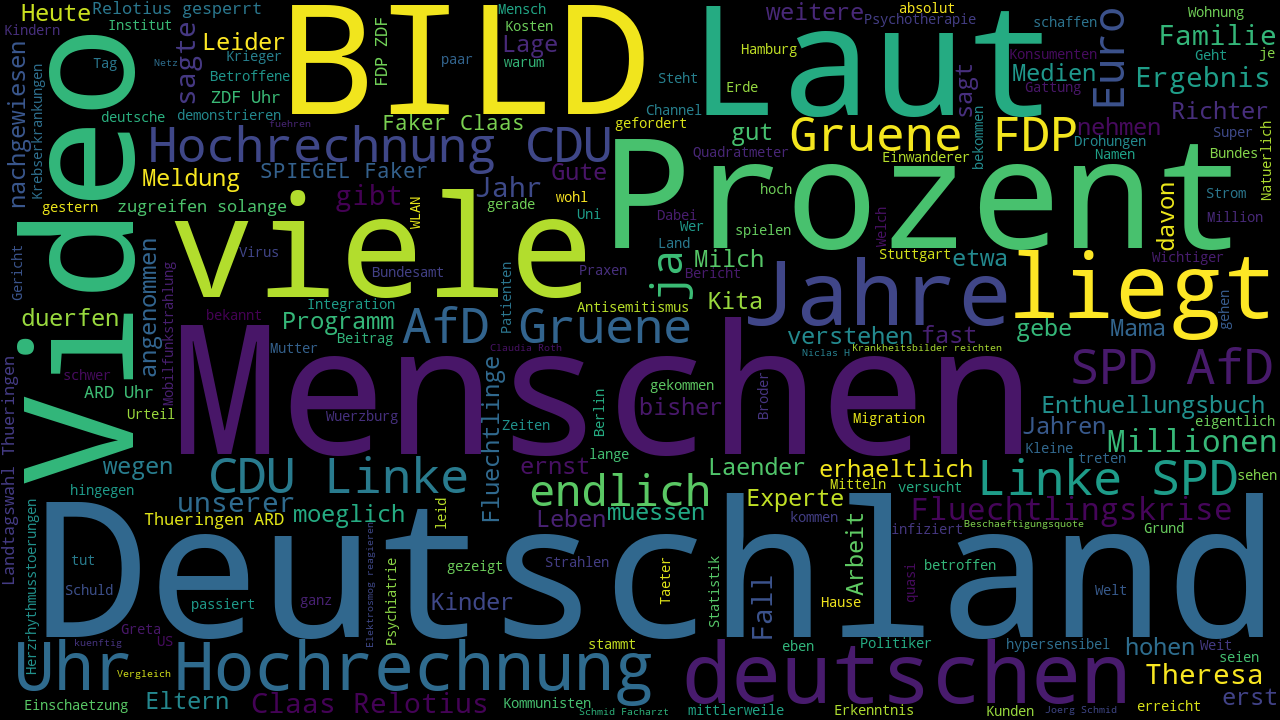 Heute
Relotius gesperrt
Kindern
Institut
Video
BILD
Laut
Leider
sagte
Krieger
Tag
Netz
Betroffene
ZDF Uhr
deutsche
demonstrieren
fuehren
FDP ZDF
paar
Mensch
Kosten
Lage
warum
Steht
Channel
gefordert
Hamburg
Erde
weitere
Psychotherapie
absolut
sagt
schaffen
Konsumenten
Medien
Gattung
Euro
Wohnung
Familie
Geht
je
Ergebnis
Richter
Super
nachgewiesen
Krebserkrankungen
Hochrechnung CDU
Faker Claas
Meldung
SPIEGEL Faker
Gute
gut
Quadratmeter
Gruene FDP
Einwanderer
bekommen
nehmen
Drohungen
Namen
Bundes
Natuerlich
gestern
zugreifen solange
gibt
WLAN
Jahr
gerade
wohl
Uni
Prozent
hoch
Dabei
Wer
spielen
Land
Welch
Stuttgart
davon
Strom
Million
Wichtiger
Gericht
viele
Virus
Bundesamt
Patienten
Praxen
ja
Milch
Bericht
etwa
liegt
gehen
angenommen
Mobilfunkstrahlung
Integration
Antisemitismus
Kita
Jahre
duerfen
bekannt
Programm
Beitrag
AfD Gruene
verstehen
fast
gebe
Mama
Mutter
Claudia Roth
Niclas H
Krankheitsbilder reichten
Landtagswahl Thueringen
schwer
ARD Uhr
Urteil
Menschen
Wuerzburg
Fluechtlinge
Zeiten
Berlin
gekommen
bisher
Broder
Migration
SPD AfD
Enthuellungsbuch
Jahren
eigentlich
Kleine
Millionen
treten
lange
wegen
CDU Linke
ernst
Laender
erhaeltlich
Mitteln
versucht
Linke SPD
sehen
hingegen
unserer
endlich
Experte
Fluechtlingskrise
Herzrhythmusstoerungen
Thueringen ARD
moeglich
leid
Leben
muessen
kommen
Arbeit
infiziert
Beschaeftigungsquote
Grund
Deutschland
tut
Elektrosmog reagieren
gezeigt
Strahlen
Taeter
Statistik
quasi
betroffen
Schuld
passiert
ganz
Psychiatrie
Kinder
Fall
Hause
Welt
Greta
US
kuenftig
stammt
eben
Politiker
hypersensibel
hohen
Weit
seien
Uhr Hochrechnung
Vergleich
deutschen
Theresa
Einschaetzung
Eltern
Claas Relotius
Kommunisten
Schmid Facharzt
mittlerweile
Erkenntnis
Kunden
Joerg Schmid
erreicht
erst